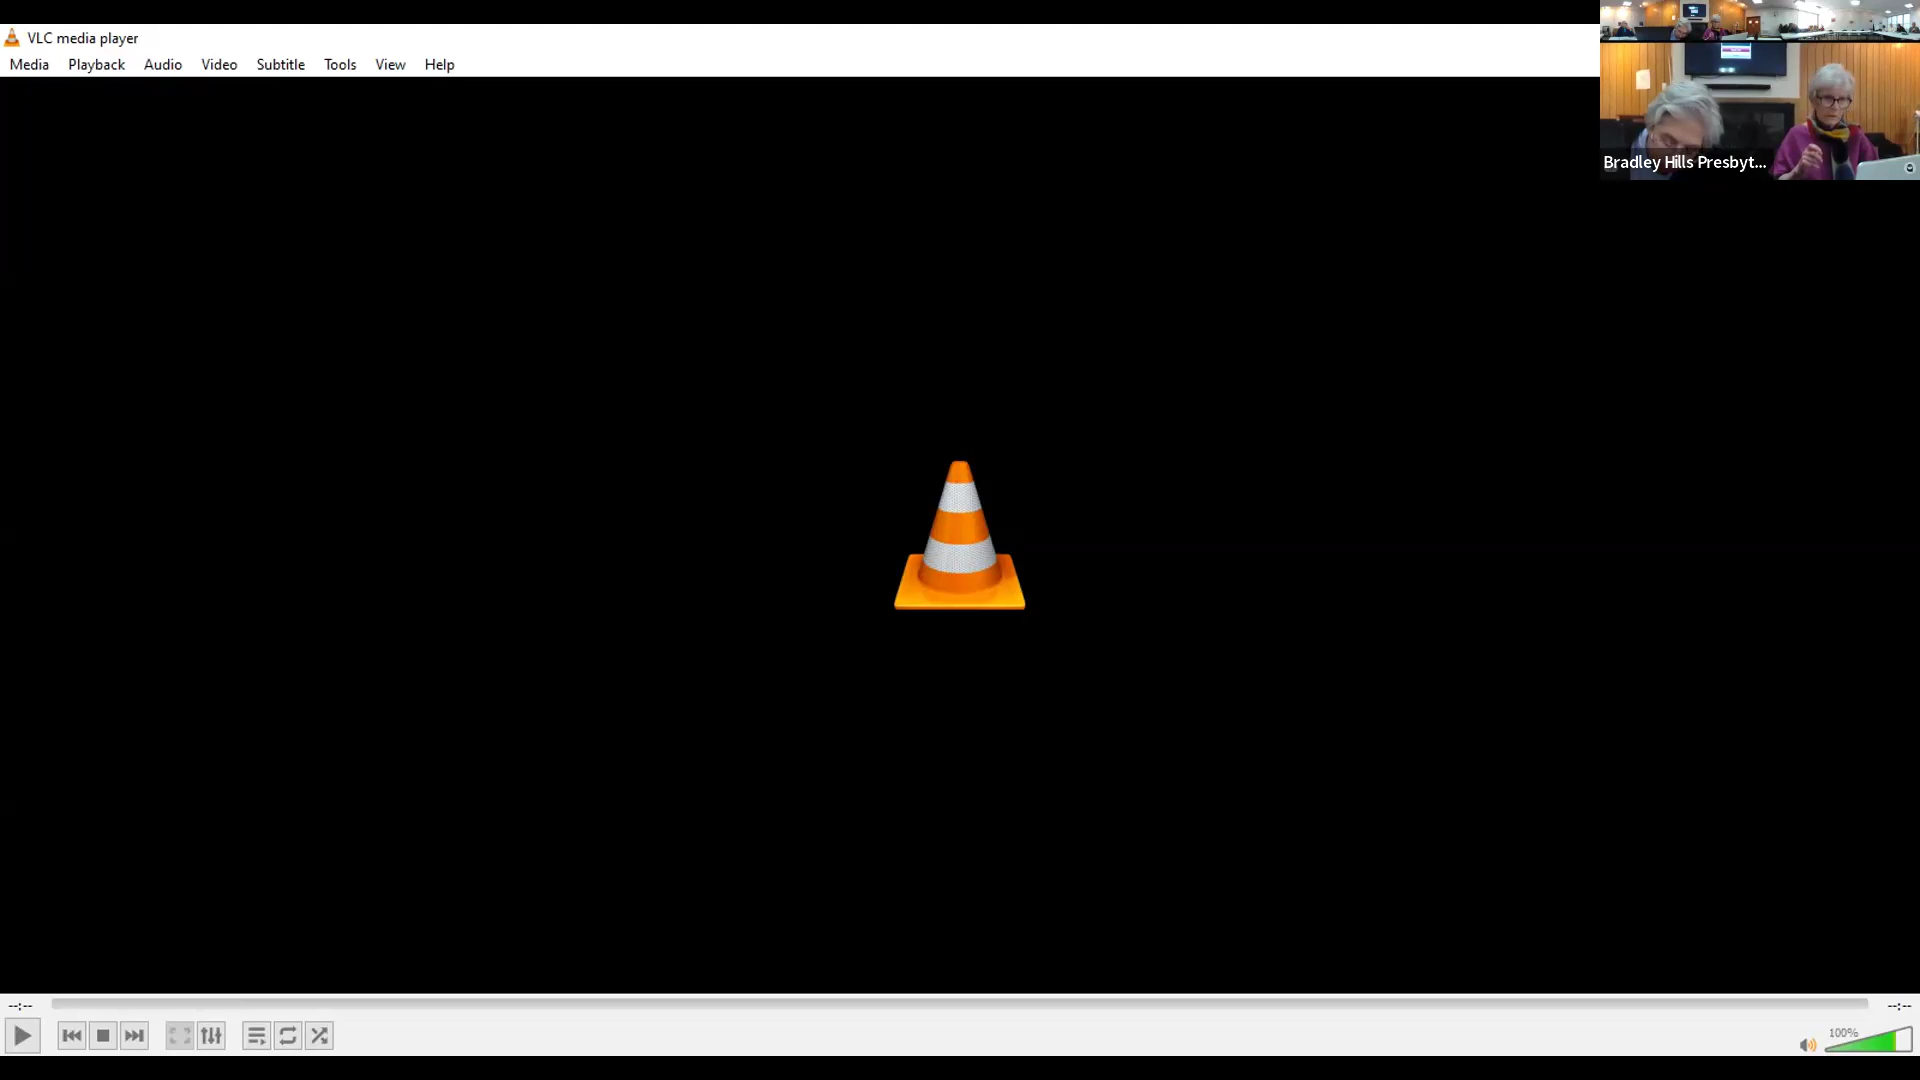 VLC media player
Media Playback Audio Video Subtitle Tools View Help
Bradley Hills Presbyt...
--:-- --:--
100%